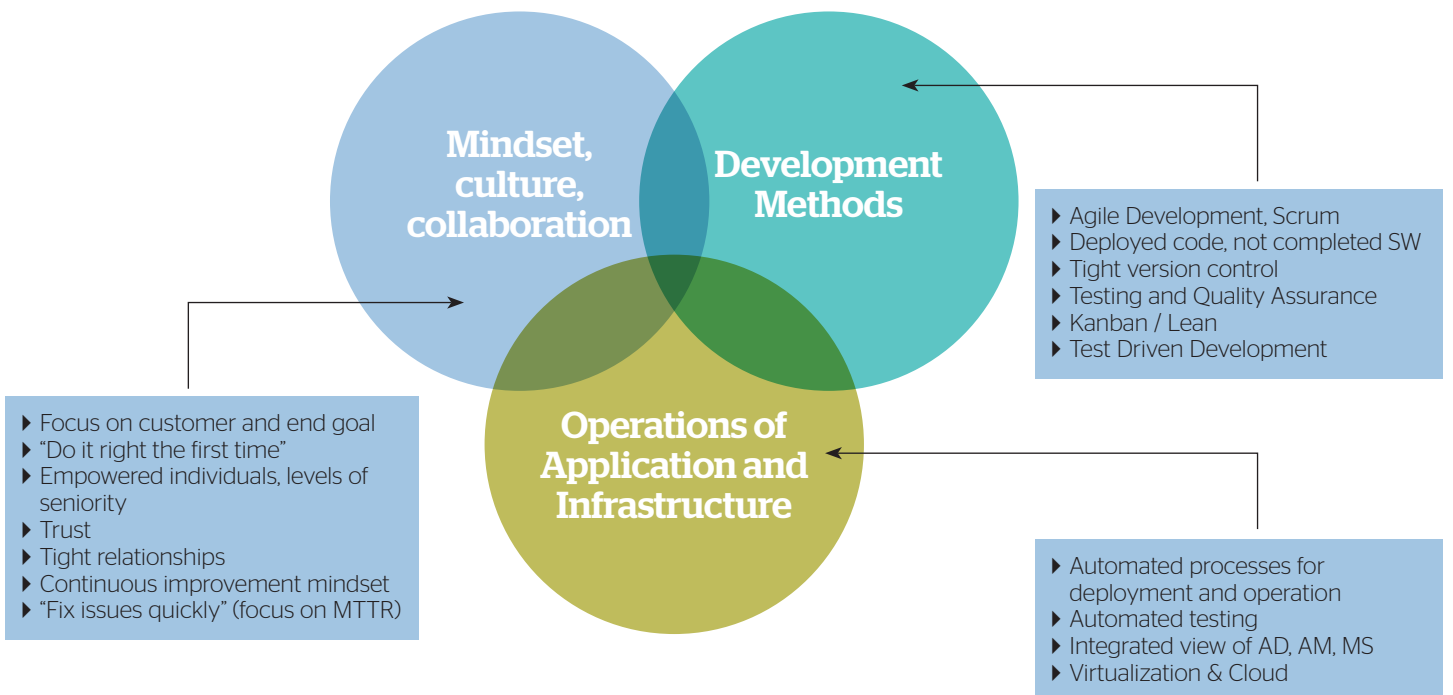 Mindset,
culture,
collaboration
Development
Methods
Operations of
Application and
Infrastructure
‣ Agile Development, Scrum
‣ Deployed code, not completed SW
‣ Tight version control
‣ Testing and Quality Assurance
‣ Kanban / Lean
‣ Test Driven Development
‣ Focus on customer and end goal
‣ “Do it right the first time”
‣ Empowered individuals, levels of
seniority
‣ Trust
‣ Tight relationships
‣ Continuous improvement mindset
‣ “Fix issues quickly” (focus on MTTR)
‣ Automated processes for
deployment and operation
‣ Automated testing
‣ Integrated view of AD, AM, MS
‣ Virtualization & Cloud